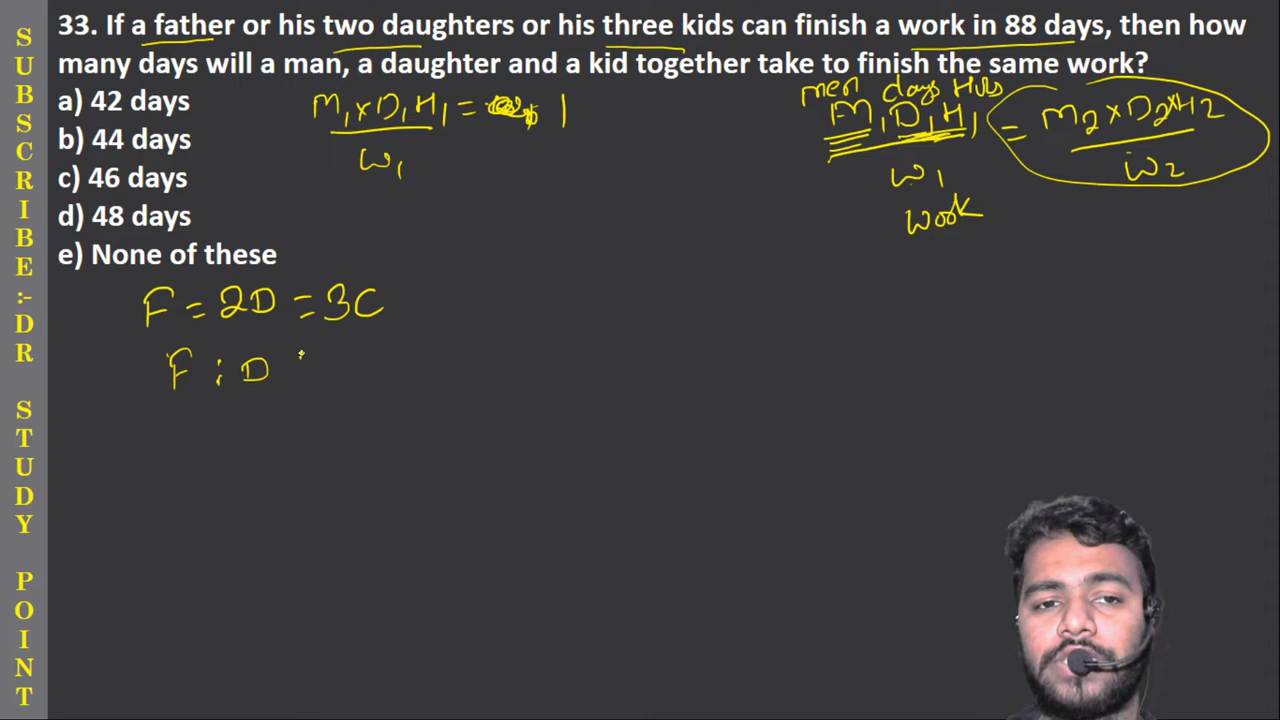 SUBSCRIBE:-DR STUDY POINT
33. If a father or his two daughters or his three kids can finish a work in 88 days, then how
many days will a man, a daughter and a kid together take to finish the same work?
a) 42 days
b) 44 days
c) 46 days
d) 48 days
e) None of these
M₁×D₁H₁ = 1
W₁
men days Hrs
M₁D₁H₁ = M₂×D₂×H₂
W₁ W₂
Work
F = 2D = 3C
F : D